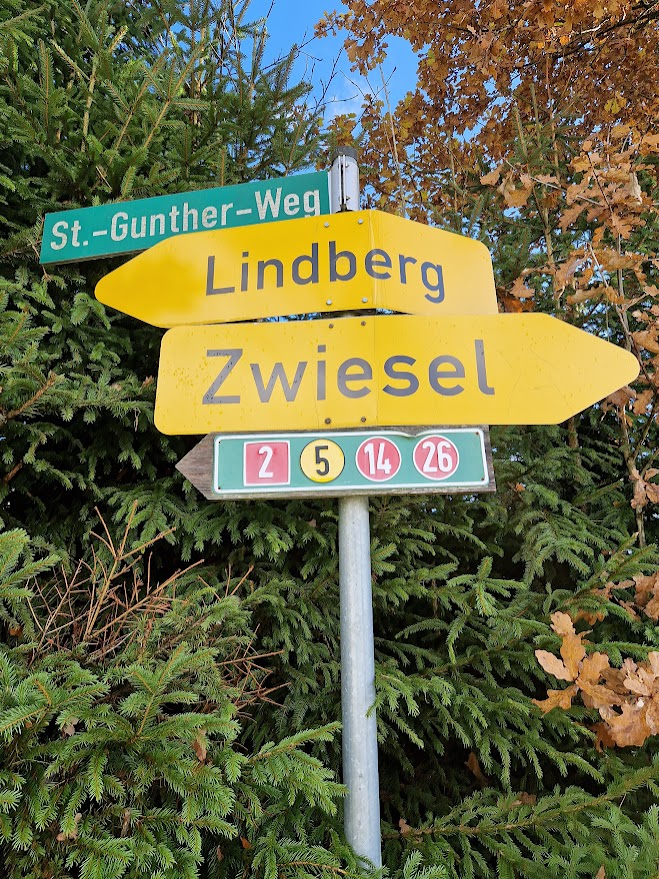 St.-Gunther-Weg
Lindberg
Zwiesel
2 5 14 26